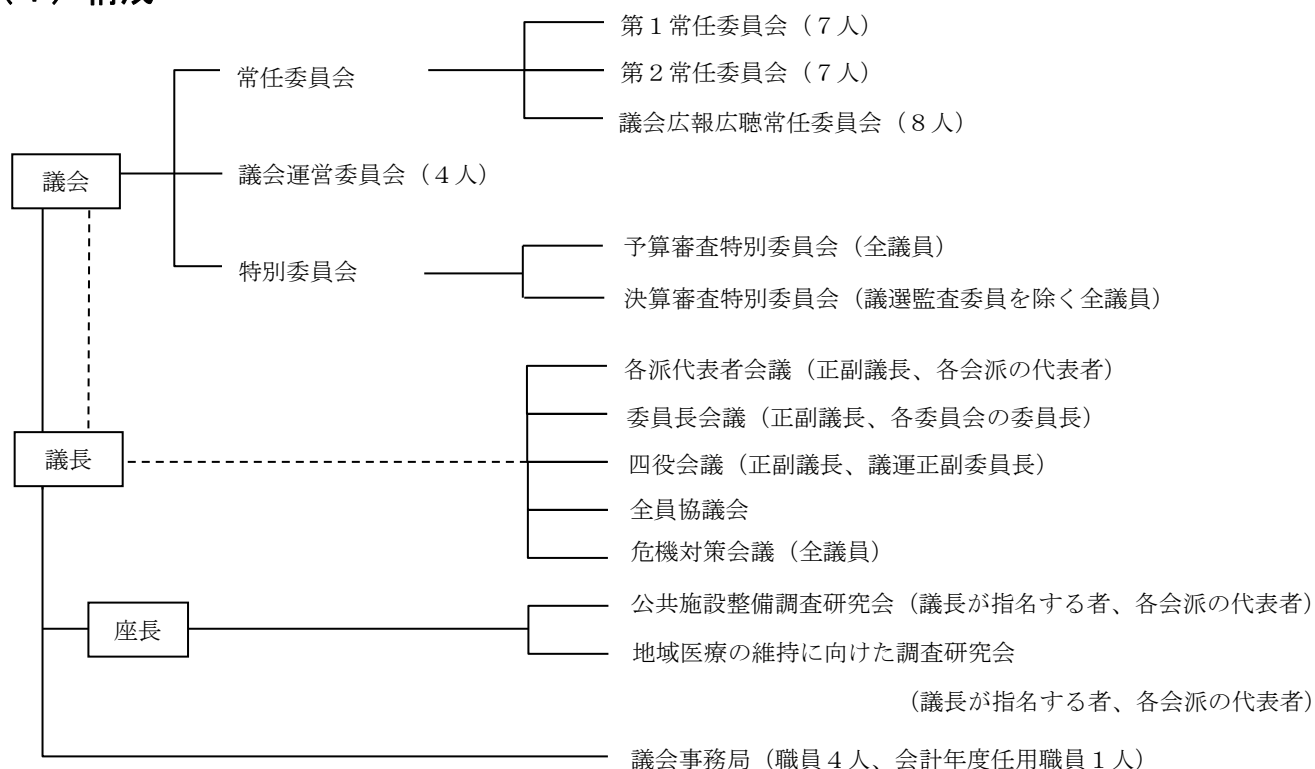 構成
第１常任委員会（７人）
常任委員会
第２常任委員会（７人）
議会広報広聴常任委員会（８人）
議会
議会運営委員会（４人）
特別委員会
予算審査特別委員会（全議員）
決算審査特別委員会（議選監査委員を除く全議員）
各派代表者会議（正副議長、各会派の代表者）
委員長会議（正副議長、各委員会の委員長）
議長
四役会議（正副議長、議運正副委員長）
全員協議会
危機対策会議（全議員）
座長
公共施設整備調査研究会（議長が指名する者、各会派の代表者）
地域医療の維持に向けた調査研究会
（議長が指名する者、各会派の代表者）
議会事務局（職員４人、会計年度任用職員１人）